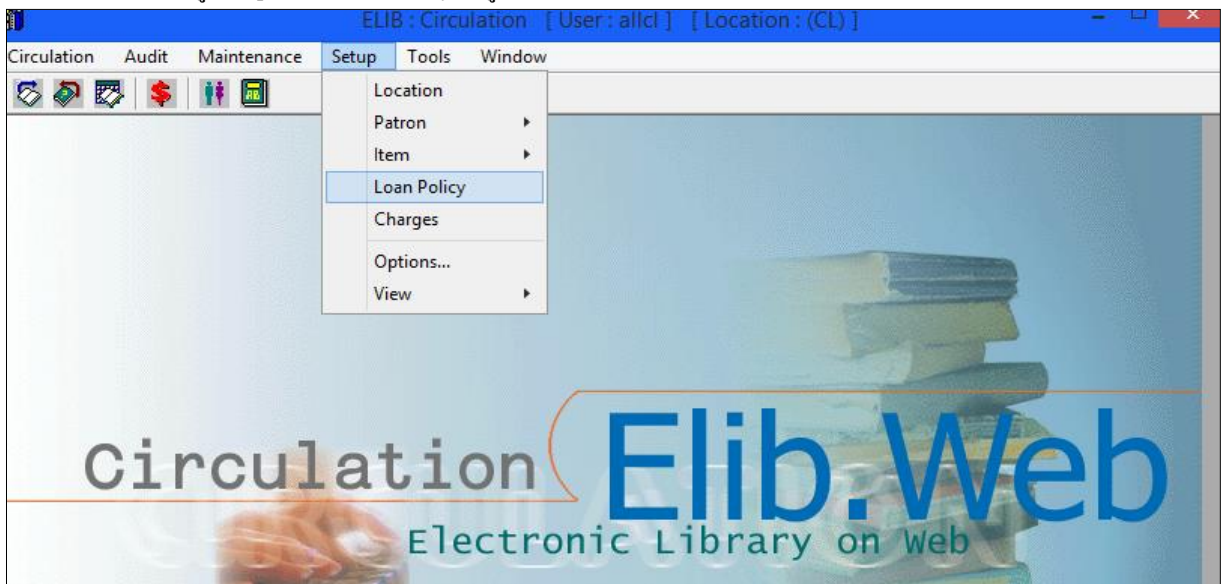 ELIB : Circulation [ User : allcl ] [ Location : (CL) ]
Circulation Audit Maintenance Setup Tools Window
Location
Patron
Item
Loan Policy
Charges
Options...
View
Circulation Elib.Web
Electronic Library on Web